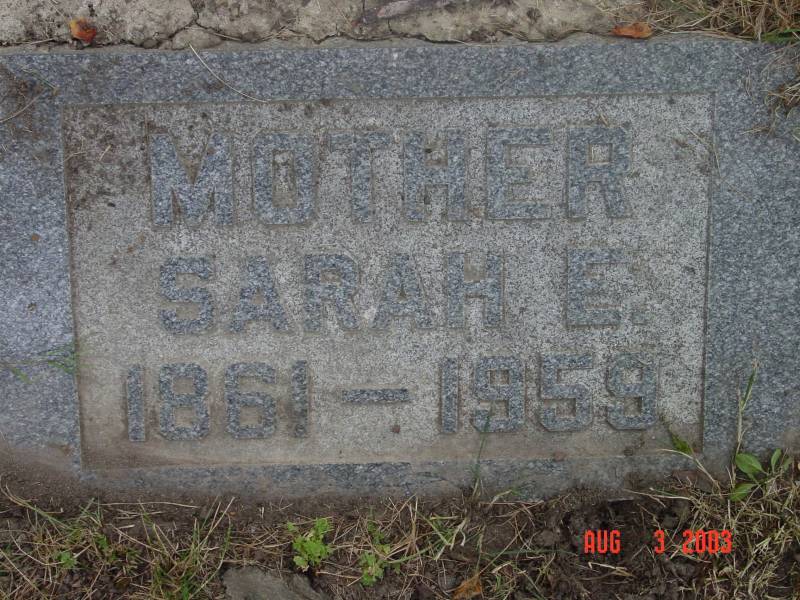 MOTHER
SARAH E.
1861 — 1959
AUG 3 2003